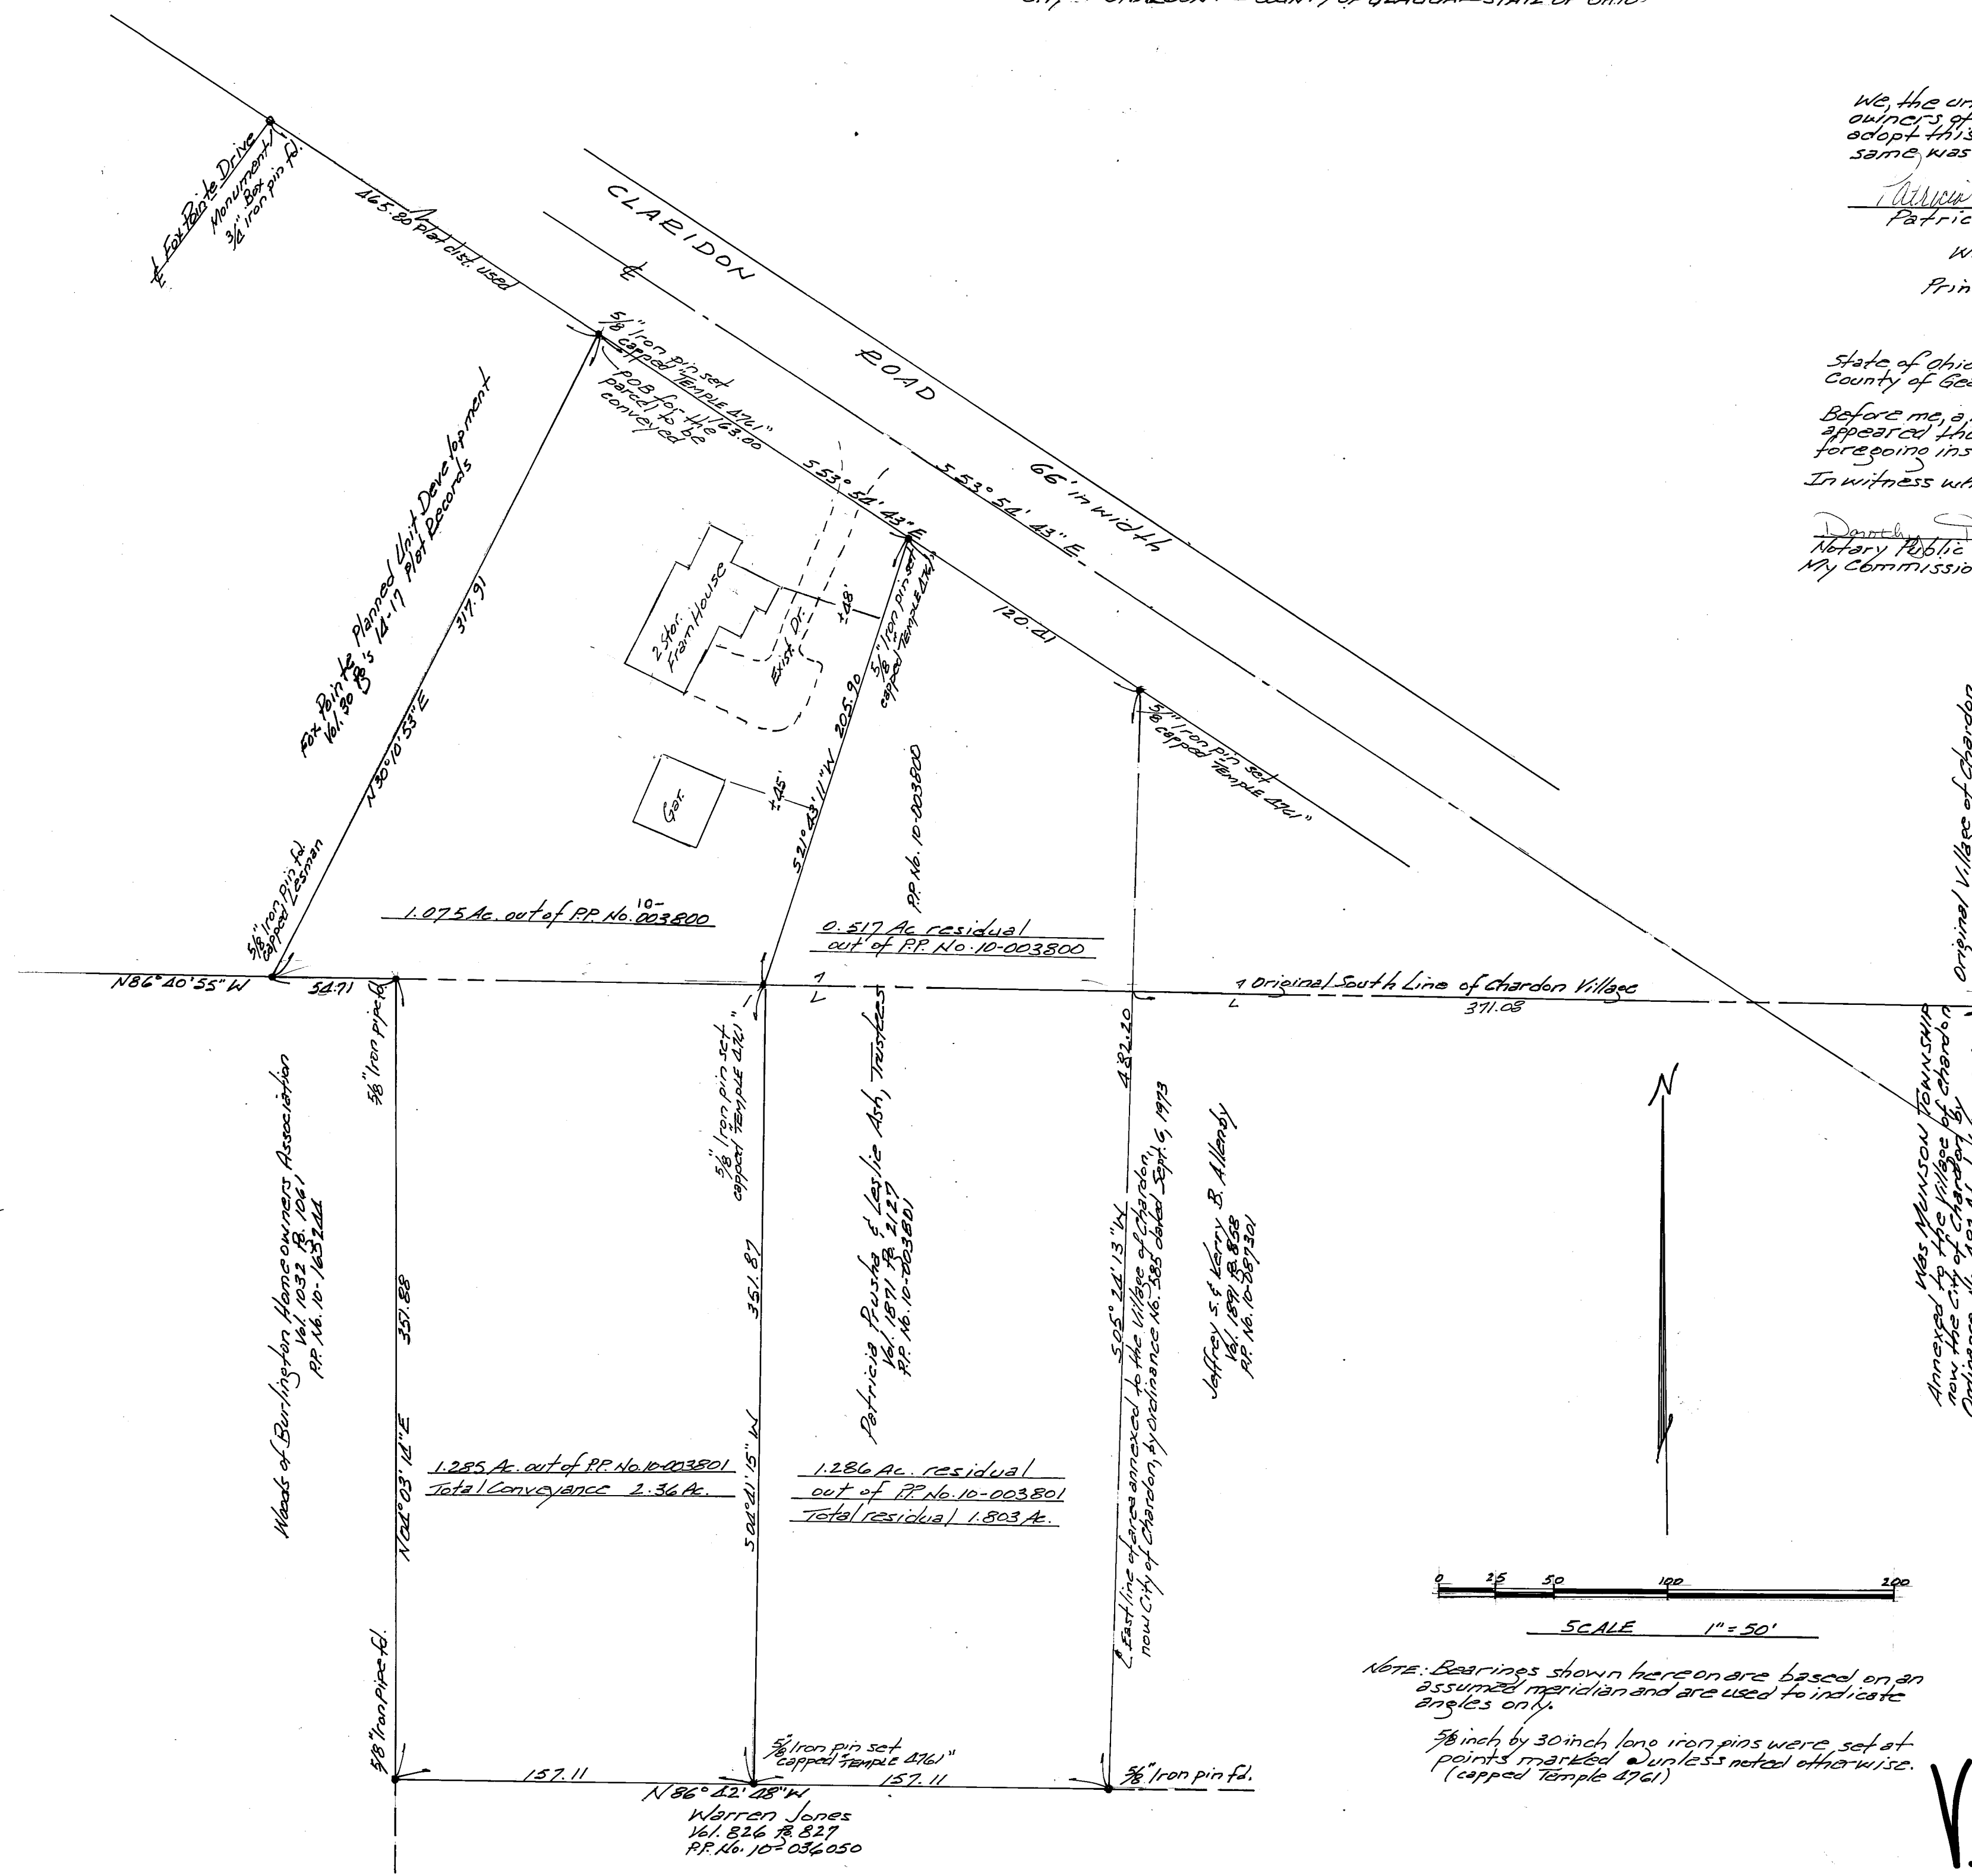 CLARIDON
ROAD
66' in width
S 53° 54' 43" E
℄
℄ Fox Pointe Drive
Monument
Box
3/4" Iron pin fd.
465.80 plat dist. used
5/8" Iron pin set
capped "TEMPLE 4761"
163.00
POB for the
parcel to be
conveyed
S 53° 54' 43" E
Fox Pointe Planned Unit Development
Vol. 30 Pg's 14-17 Plat Records
317.91
N 30° 10' 53" E
2 Stor.
Fram House
Exist. Dr.
±48'
Gar.
±45'
5/8" Iron pin set
capped "TEMPLE 4761"
120.41
205.90
S 21° 43' 11" W
P.P. No. 10-003800
5/8" Iron pin set
capped "TEMPLE 4761"
5/8" Iron pin fd.
capped Lesman
10-
1.075 Ac. out of P.P. No. 003800
0.517 Ac residual
out of P.P. No. 10-003800
N86° 40' 55" W
54.71
Original South Line of Chardon Village
371.08
5/8" Iron pipe fd.
5/8" Iron pin set
capped "TEMPLE 4761"
Woods of Burlington Homeowners Association
Vol. 1032 Pg. 1061
P.P. No. 10-165244
351.88
N 04° 03' 14" E
351.87
S 04° 41' 15" W
Patricia Prusha & Leslie Ash, Trustees
Vol. 1871 Pg. 2127
P.P. No. 10-003801
482.20
S 05° 24' 13" W
East line of area annexed to the Village of Chardon,
now City of Chardon, by Ordinance No. 585 dated Sept. 6, 1973
Jeffrey S. & Kerry B. Allenby
Vol. 1891 Pg. 858
P.P. No. 10-087301
1.285 Ac. out of P.P. No. 10-003801
Total Conveyance 2.36 Ac.
1.286 Ac. residual
out of P.P. No. 10-003801
Total residual 1.803 Ac.
5/8" Iron pipe fd.
157.11
5/8" Iron pin set
capped "TEMPLE 4761"
157.11
5/8" Iron pin fd.
N 86° 42' 48" W
Warren Jones
Vol. 826 Pg. 827
P.P. No. 10-036050
We, the
owners of
adopt this
same was
Patricia
Patric
Prin
State of Ohio
County of
Before me, a
appeared
foregoing
In witness
Notary Public
My
Original Village of Chardon
Was MUNSON TOWNSHIP
Annexed to the Village of Chardon
now the City of Chardon by
N
0 25 50 100 200
SCALE 1" = 50'
NOTE: Bearings shown hereon are based on an
assumed meridian and are used to indicate
angles only.
5/8 inch by 30 inch long iron pins were set at
points marked unless noted otherwise.
(capped Temple 4761)